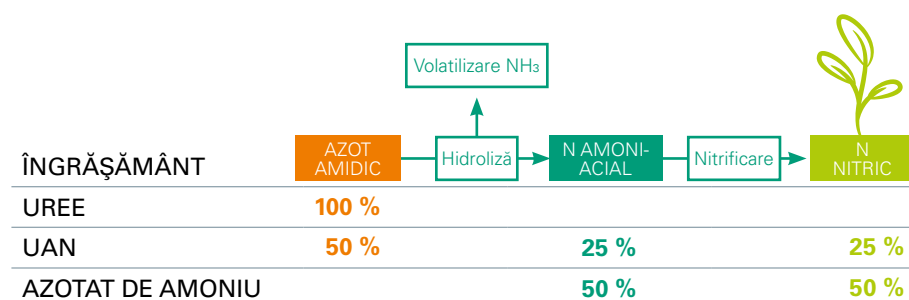 Volatilizare NH₃
ÎNGRĂŞĂMÂNT
AZOT
AMIDIC
Hidroliză
N AMONI-
ACIAL
Nitrificare
N
NITRIC
UREE 100 %
UAN 50 % 25 % 25 %
AZOTAT DE AMONIU 50 % 50 %